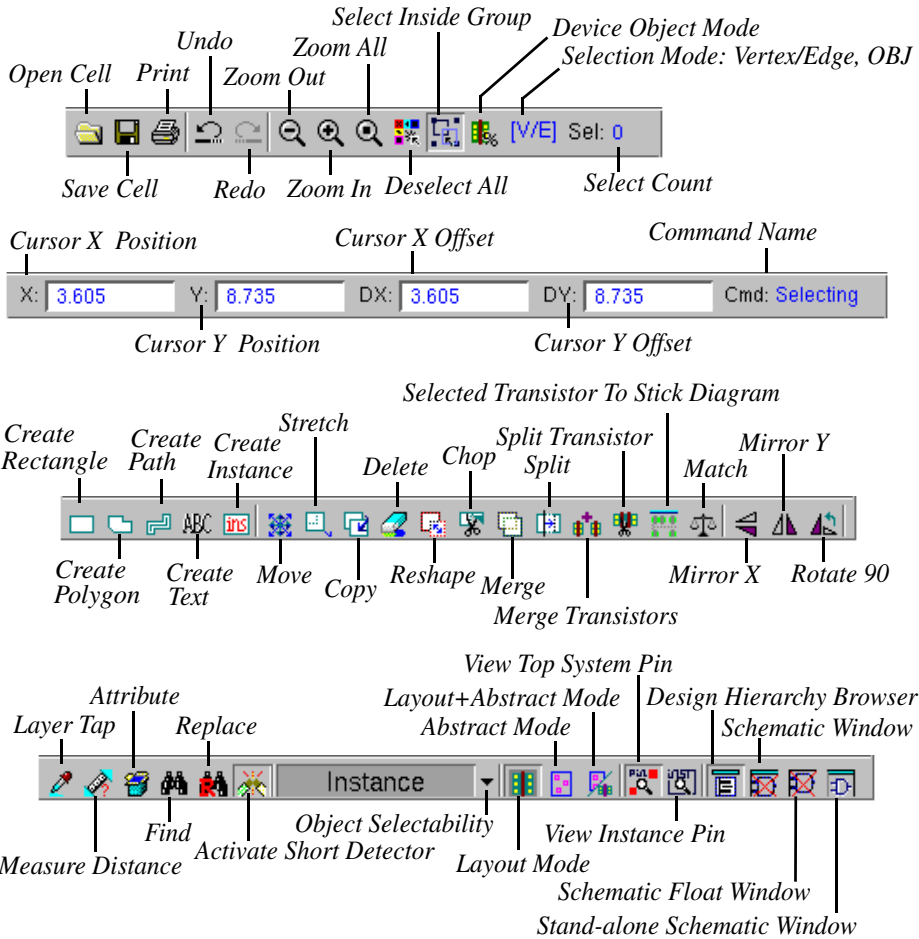 Select Inside Group
Undo
Zoom All
Device Object Mode
Open Cell
Print
Zoom Out
Selection Mode: Vertex/Edge, OBJ
[V/E] Sel: 0
Save Cell
Redo
Zoom In
Deselect All
Select Count
Cursor X Position
Cursor X Offset
Command Name
X: 3.605 Y: 8.735 DX: 3.605 DY: 8.735 Cmd: Selecting
Cursor Y Position
Cursor Y Offset
Selected Transistor To Stick Diagram
Create
Rectangle
Create
Path
Create
Instance
Stretch
Delete
Chop
Split Transistor
Split
Match
Mirror Y
ABC
ins
Create
Polygon
Create
Text
Move
Copy
Reshape
Merge
Merge Transistors
Mirror X
Rotate 90
View Top System Pin
Attribute
Layout+Abstract Mode
Design Hierarchy Browser
Layer Tap
Replace
Abstract Mode
Schematic Window
Instance
Pin
inst
Measure Distance
Find
Activate Short Detector
Object Selectability
Layout Mode
View Instance Pin
Schematic Float Window
Stand-alone Schematic Window